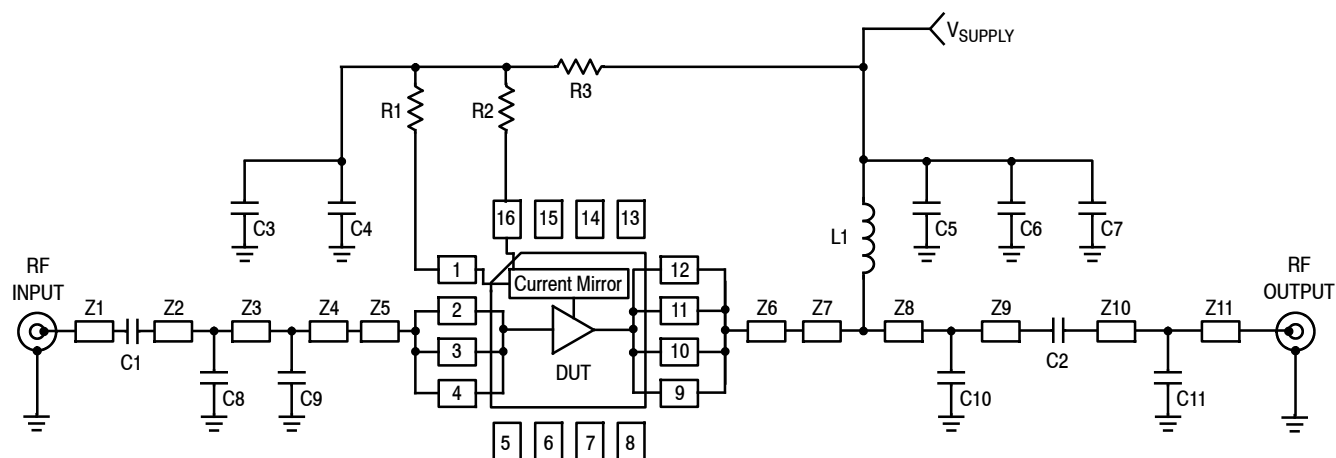 VSUPPLY
R3
R1
R2
C3
C4
C5
C6
C7
16
15
14
13
L1
RF
INPUT
RF
OUTPUT
1
Current Mirror
12
Z1
Z2
Z3
Z4
Z5
2
11
Z6
Z7
Z8
Z9
Z10
Z11
3
10
C1
DUT
C2
4
9
C8
C9
C10
C11
5
6
7
8